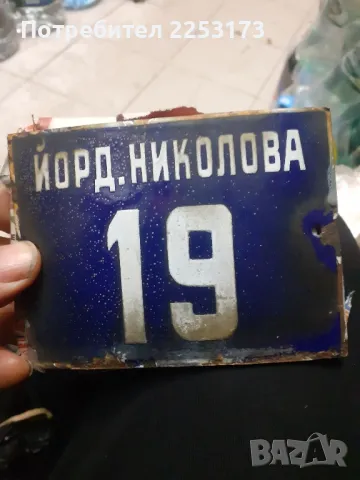 Потребител 2253173
ЙОРД. НИКОЛОВА
19
BAZAR